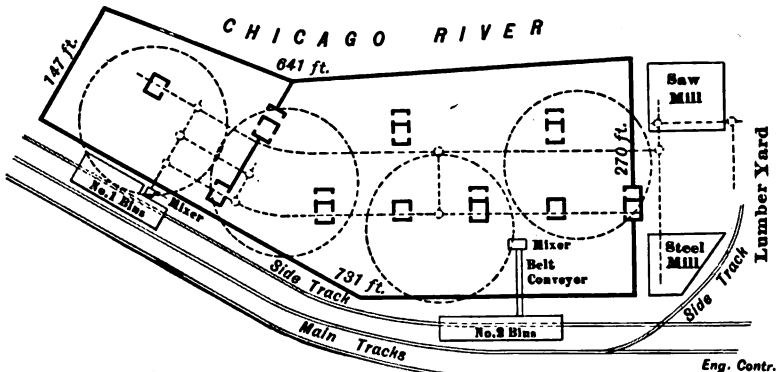 CHICAGO RIVER
147 ft.
641 ft.
Saw
Mill
270 ft.
Lumber Yard
No.1 Bins
Mixer
Mixer
Belt
Conveyor
Steel
Mill
Side Track
731 ft.
Side Track
No.2 Bins
Main Tracks
Eng. Contr.